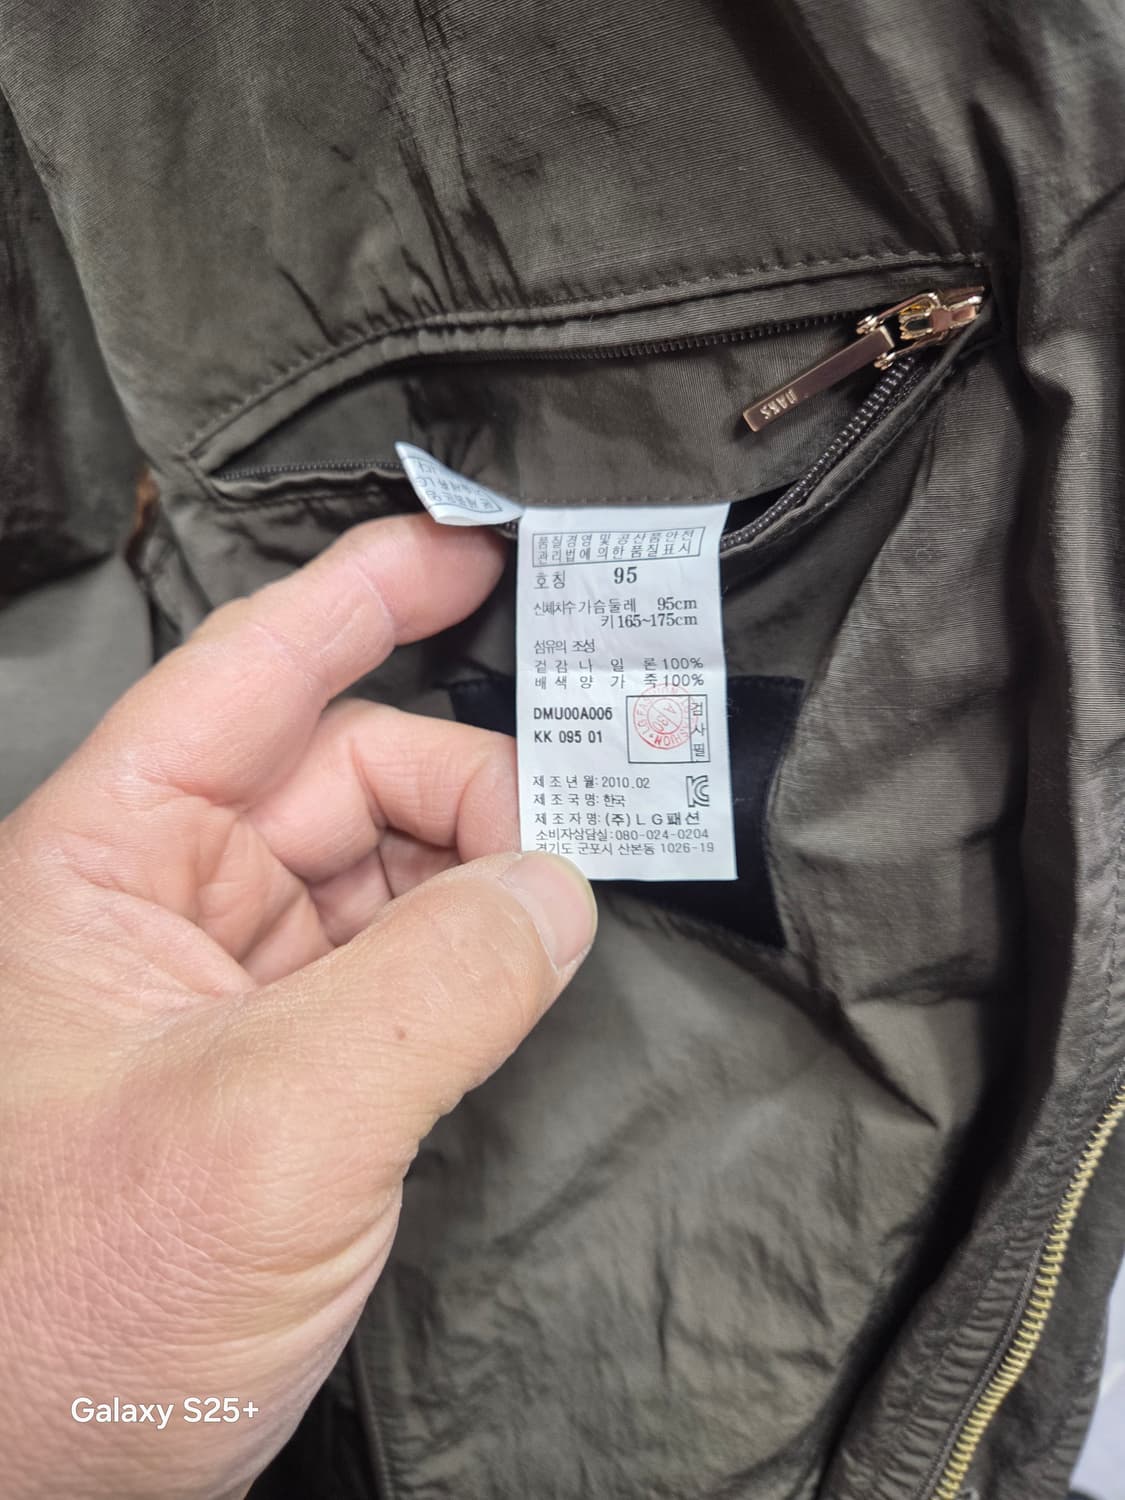 DAKS
품질경영 및 공산품안전
관리법에 의한 품질표시
호칭 95
신체치수 가슴둘레 95cm
키 165~175cm
섬유의 조성
겉감 나일론 100%
배색 양가죽 100%
DMU00A006
KK 095 01
검사필
제조년월: 2010.02
제조국명: 한국
제조자명: (주)LG패션
소비자상담실: 080-024-0204
경기도 군포시 산본동 1026-19
Galaxy S25+